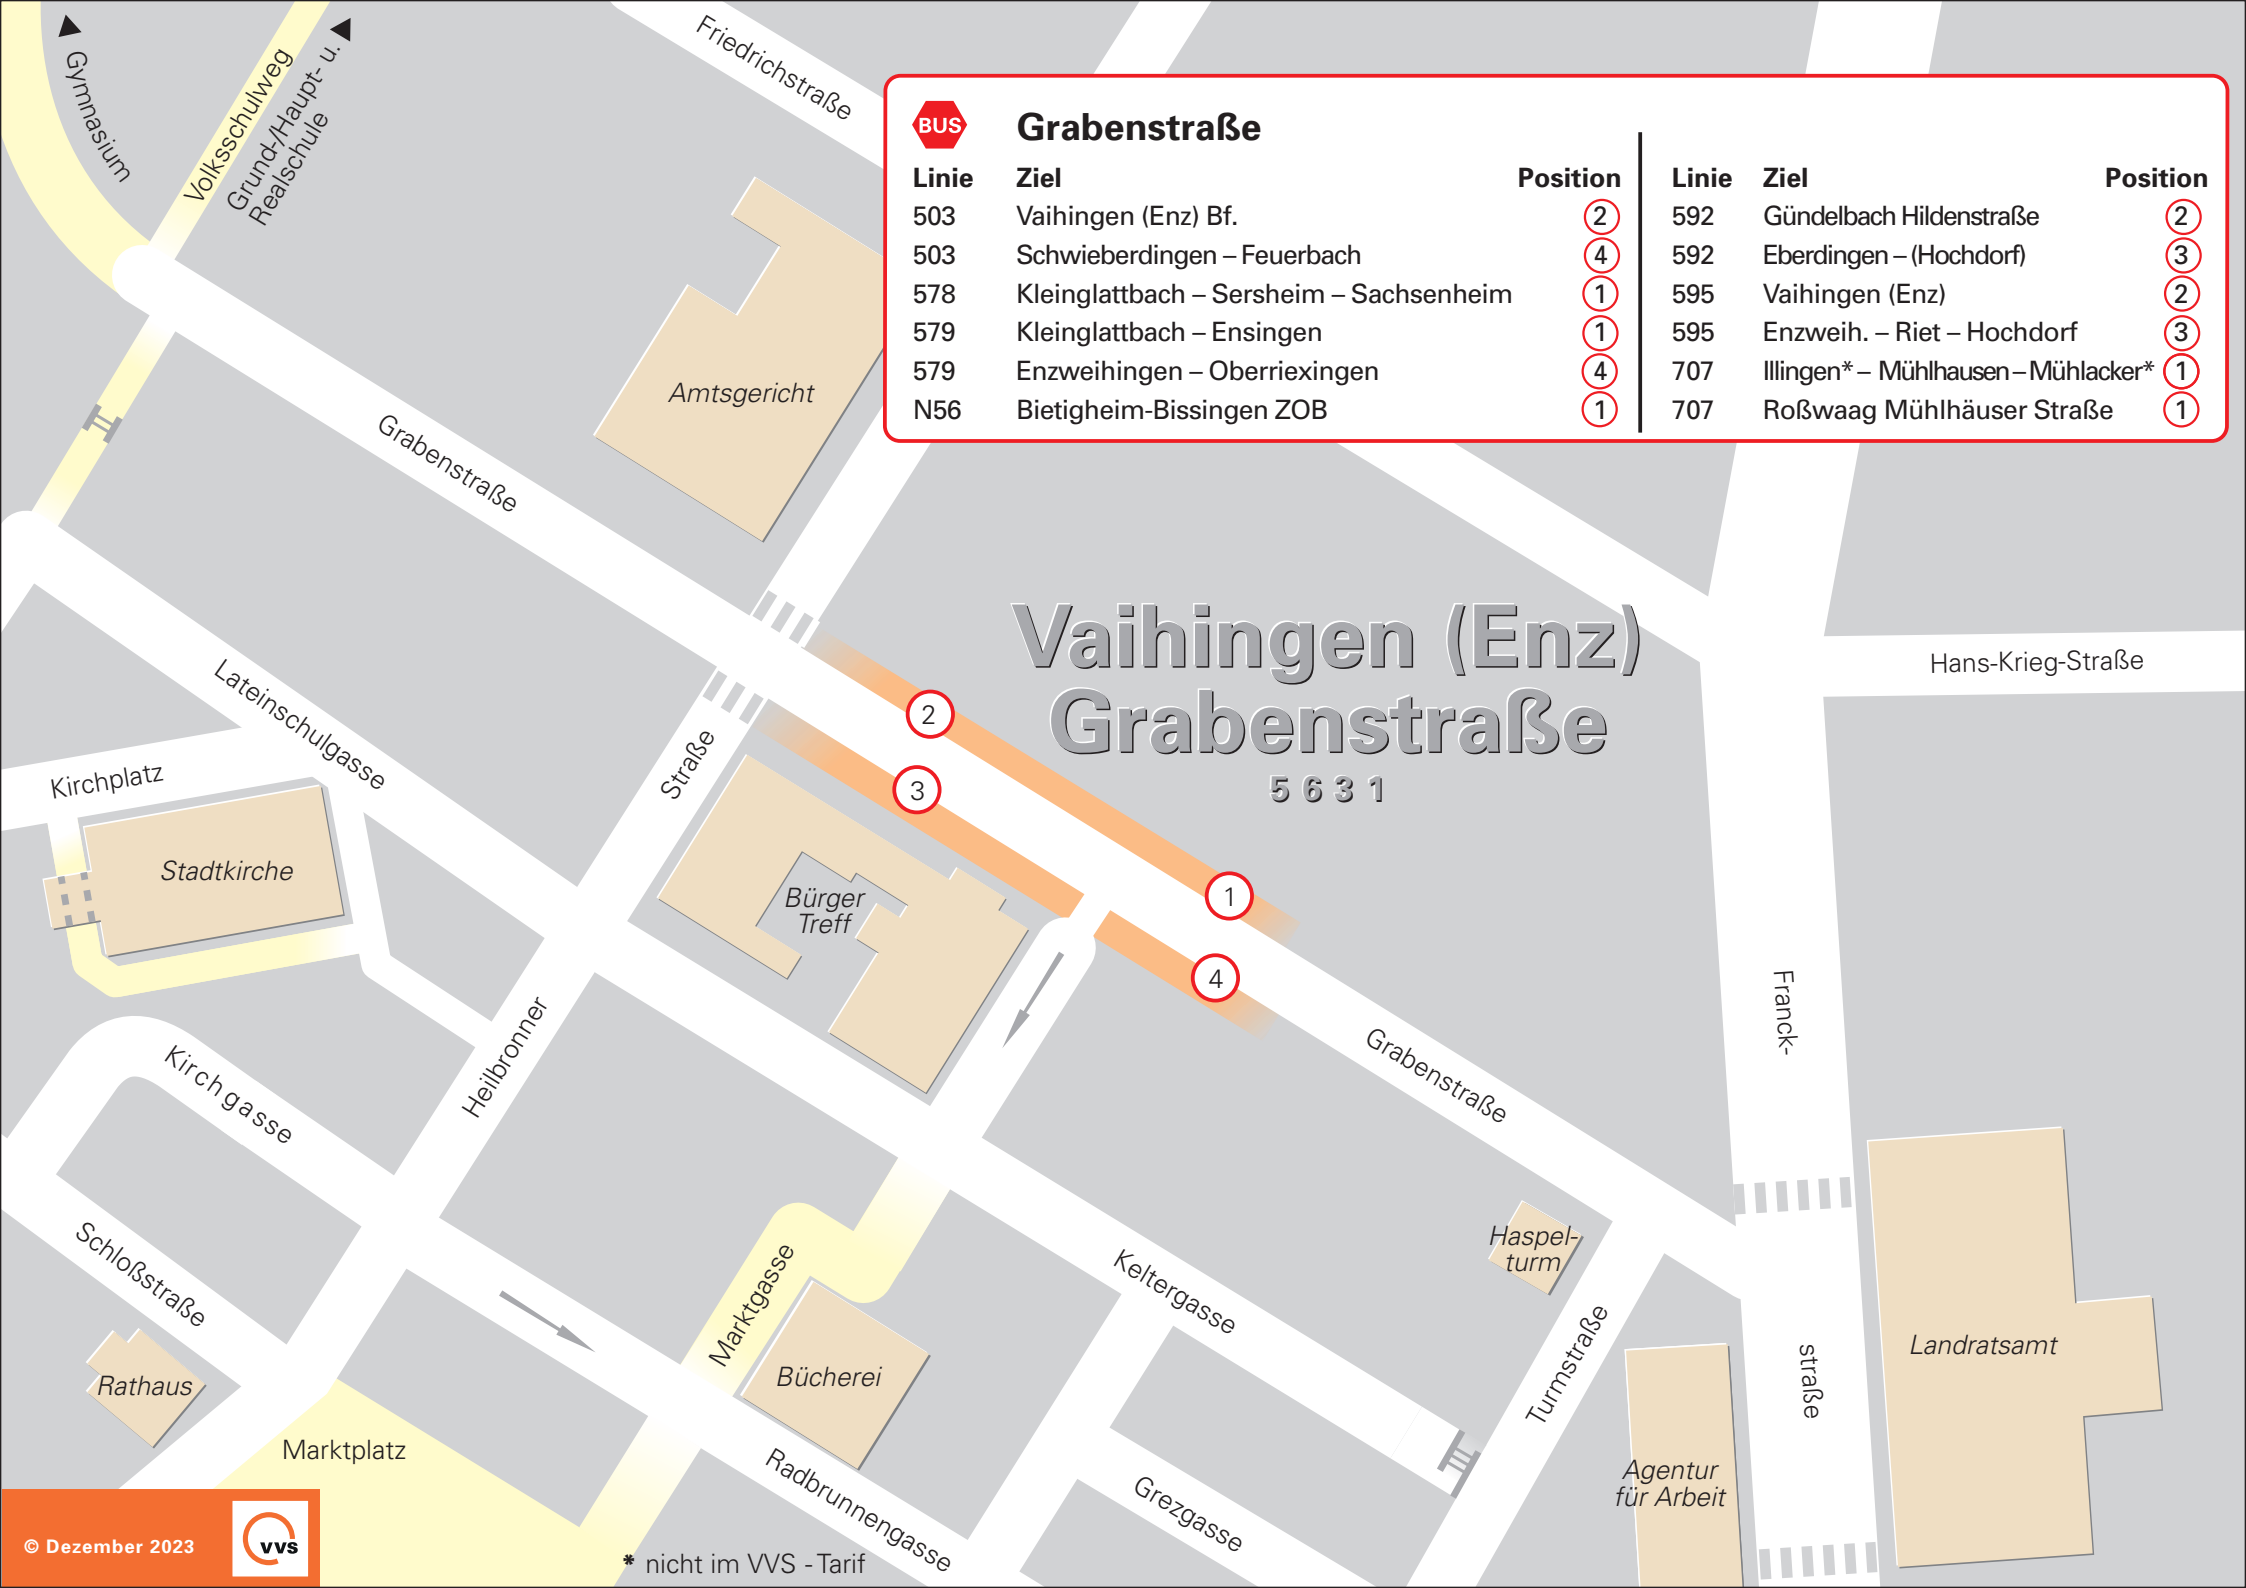 Gymnasium
Volksschulweg
Grund-/Haupt- u.
Realschule
Friedrichstraße
BUS
Grabenstraße
Linie Ziel Position
503 Vaihingen (Enz) Bf. 2
503 Schwieberdingen – Feuerbach 4
578 Kleinglattbach – Sersheim – Sachsenheim 1
579 Kleinglattbach – Ensingen 1
579 Enzweihingen – Oberriexingen 4
N56 Bietigheim-Bissingen ZOB 1
Linie Ziel Position
592 Gündelbach Hildenstraße 2
592 Eberdingen – (Hochdorf) 3
595 Vaihingen (Enz) 2
595 Enzweih. – Riet – Hochdorf 3
707 Illingen* – Mühlhausen – Mühlacker* 1
707 Roßwaag Mühlhäuser Straße 1
Amtsgericht
Grabenstraße
Vaihingen (Enz)
Grabenstraße
5631
Hans-Krieg-Straße
Lateinschulgasse
Kirchplatz
Straße
2
3
1
4
Stadtkirche
Bürger
Treff
Heilbronner
Kirchgasse
Grabenstraße
Franck-
straße
Schloßstraße
Rathaus
Marktplatz
Marktgasse
Bücherei
Keltergasse
Haspel-
turm
Turmstraße
Landratsamt
Agentur
für Arbeit
Radbrunnengasse
Grezgasse
© Dezember 2023
vvs
* nicht im VVS -Tarif